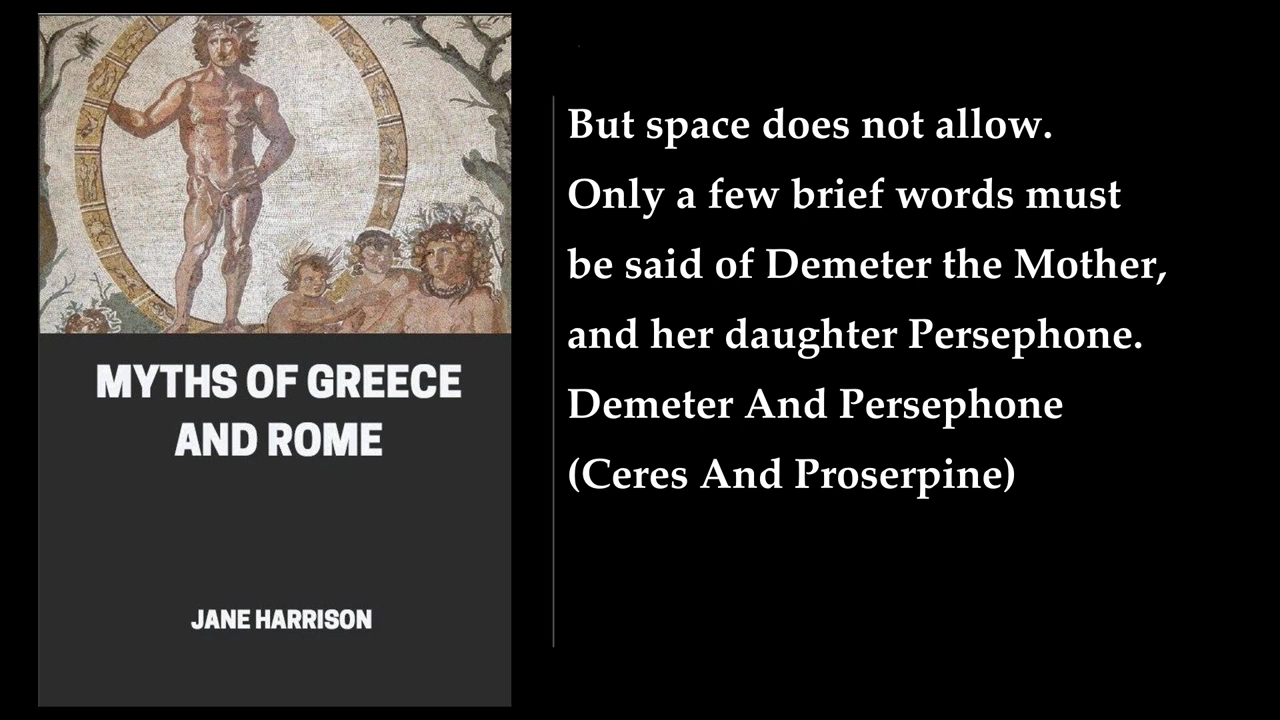 MYTHS OF GREECE
AND ROME
JANE HARRISON
But space does not allow.
Only a few brief words must
be said of Demeter the Mother,
and her daughter Persephone.
Demeter And Persephone
(Ceres And Proserpine)